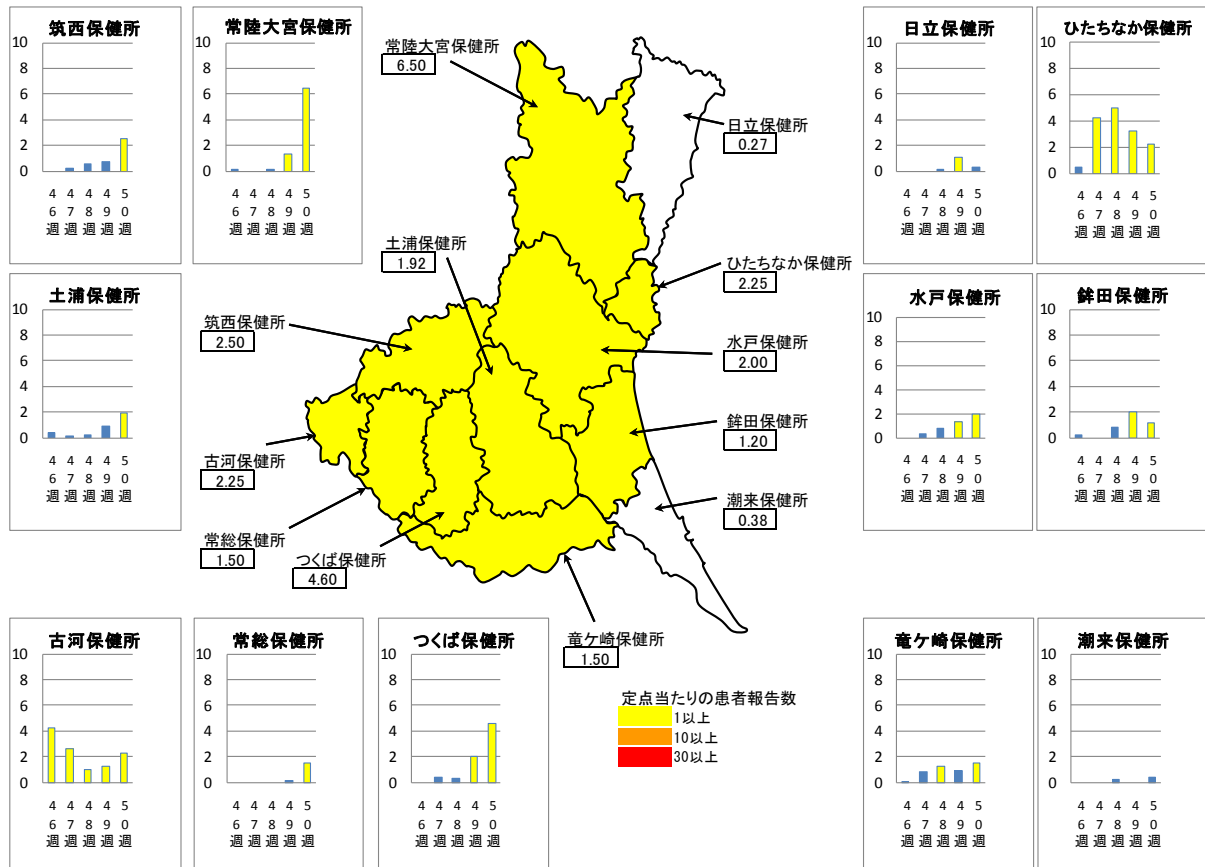 筑西保健所
10
8
6
4
2
0
46週
47週
48週
49週
50週
常陸大宮保健所
10
8
6
4
2
0
46週
47週
48週
49週
50週
常陸大宮保健所
6.50
日立保健所
0.27
土浦保健所
1.92
ひたちなか保健所
2.25
筑西保健所
2.50
水戸保健所
2.00
鉾田保健所
1.20
古河保健所
2.25
潮来保健所
0.38
常総保健所
1.50
つくば保健所
4.60
竜ケ崎保健所
1.50
定点当たりの患者報告数
1以上
10以上
30以上
日立保健所
10
8
6
4
2
0
46週
47週
48週
49週
50週
ひたちなか保健所
10
8
6
4
2
0
46週
47週
48週
49週
50週
土浦保健所
10
8
6
4
2
0
46週
47週
48週
49週
50週
水戸保健所
10
8
6
4
2
0
46週
47週
48週
49週
50週
鉾田保健所
10
8
6
4
2
0
46週
47週
48週
49週
50週
古河保健所
10
8
6
4
2
0
46週
47週
48週
49週
50週
常総保健所
10
8
6
4
2
0
46週
47週
48週
49週
50週
つくば保健所
10
8
6
4
2
0
46週
47週
48週
49週
50週
竜ケ崎保健所
10
8
6
4
2
0
46週
47週
48週
49週
50週
潮来保健所
10
8
6
4
2
0
46週
47週
48週
49週
50週